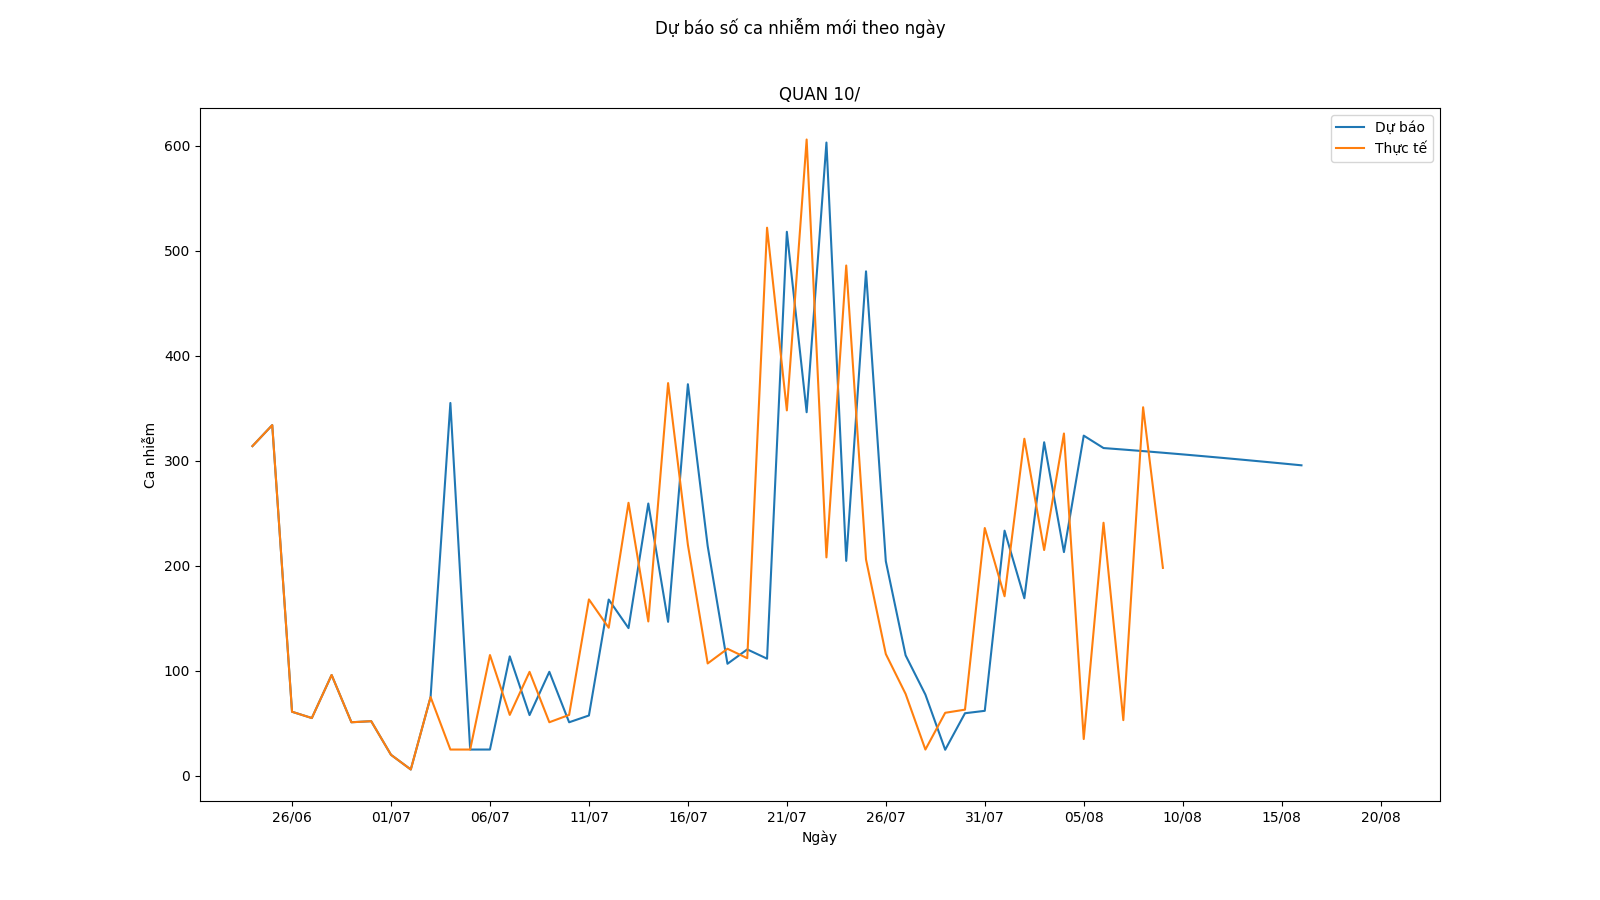 Dự báo số ca nhiễm mới theo ngày
QUAN 10/
Dự báo
Thực tế
600
500
400
300
200
100
0
Ca nhiễm
26/06 01/07 06/07 11/07 16/07 21/07 26/07 31/07 05/08 10/08 15/08 20/08
Ngày